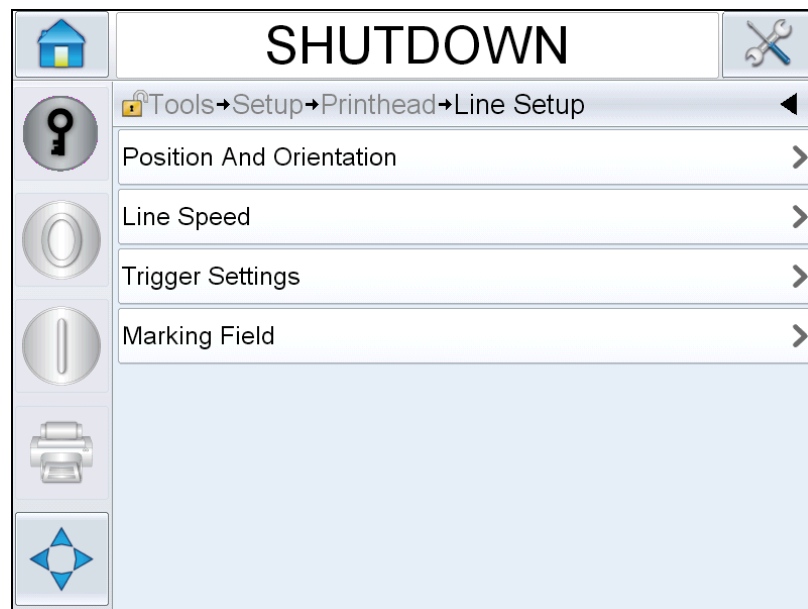 SHUTDOWN
Tools→Setup→Printhead→Line Setup
Position And Orientation
Line Speed
Trigger Settings
Marking Field